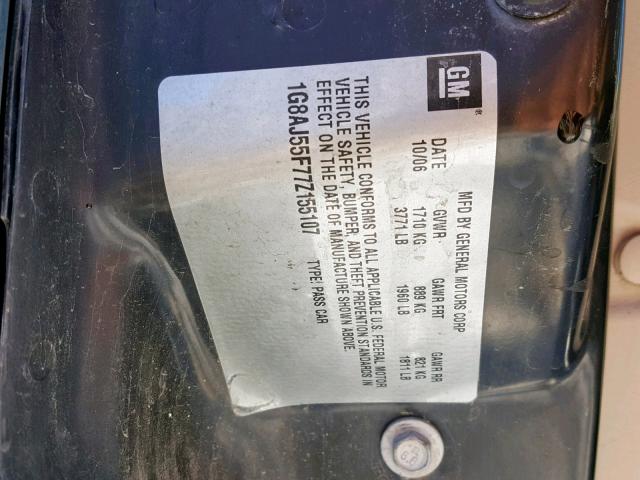 GM
MFD BY GENERAL MOTORS CORP
DATE GVWR GAWR FRT GAWR RR
10/06 1710 KG 889 KG 821 KG
3771 LB 1960 LB 1811 LB
THIS VEHICLE CONFORMS TO ALL APPLICABLE U.S. FEDERAL MOTOR
VEHICLE SAFETY, BUMPER, AND THEFT PREVENTION STANDARDS IN
EFFECT ON THE DATE OF MANUFACTURE SHOWN ABOVE.
1G8AJ55F77Z155107 TYPE: PASS CAR